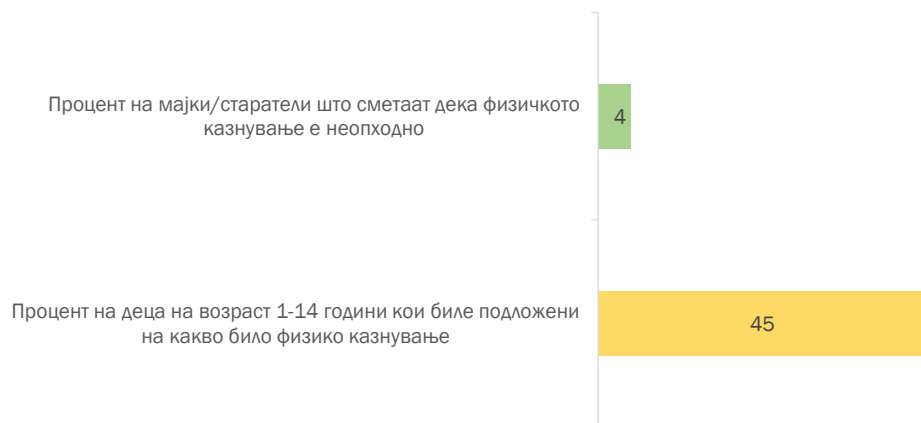 Процент на мајки/старатели што сметаат дека физичкото
казнување е неопходно
4
Процент на деца на возраст 1-14 години кои биле подложени
на какво било физико казнување
45